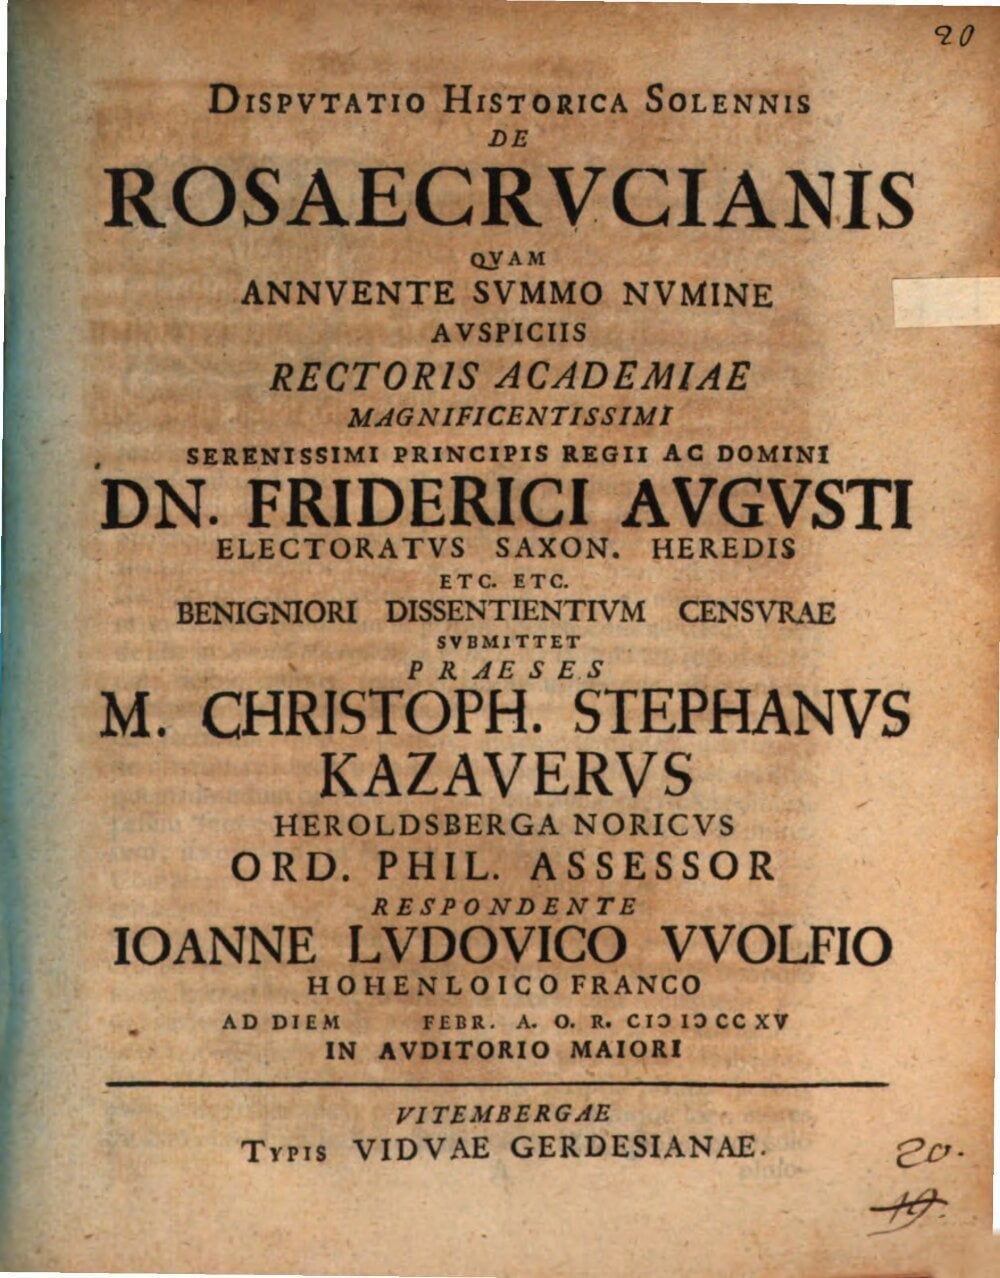 20
DISPVTATIO HISTORICA SOLENNIS
DE
ROSAECRVCIANIS
QVAM
ANNVENTE SVMMO NVMINE
AVSPICIIS
RECTORIS ACADEMIAE
MAGNIFICENTISSIMI
SERENISSIMI PRINCIPIS REGII AC DOMINI
DN. FRIDERICI AVGVSTI
ELECTORATVS SAXON. HEREDIS
ETC. ETC.
BENIGNIORI DISSENTIENTIVM CENSVRAE
SVBMITTET
PRAESES
M. CHRISTOPH. STEPHANVS
KAZAVERVS
HEROLDSBERGA NORICVS
ORD. PHIL. ASSESSOR
RESPONDENTE
IOANNE LVDOVICO VVOLFIO
HOHENLOICO FRANCO
AD DIEM FEBR. A. O. R. CIↃ IↃ CC XV
IN AVDITORIO MAIORI
VITEMBERGAE
TYPIS VIDVAE GERDESIANAE.
20.
19.